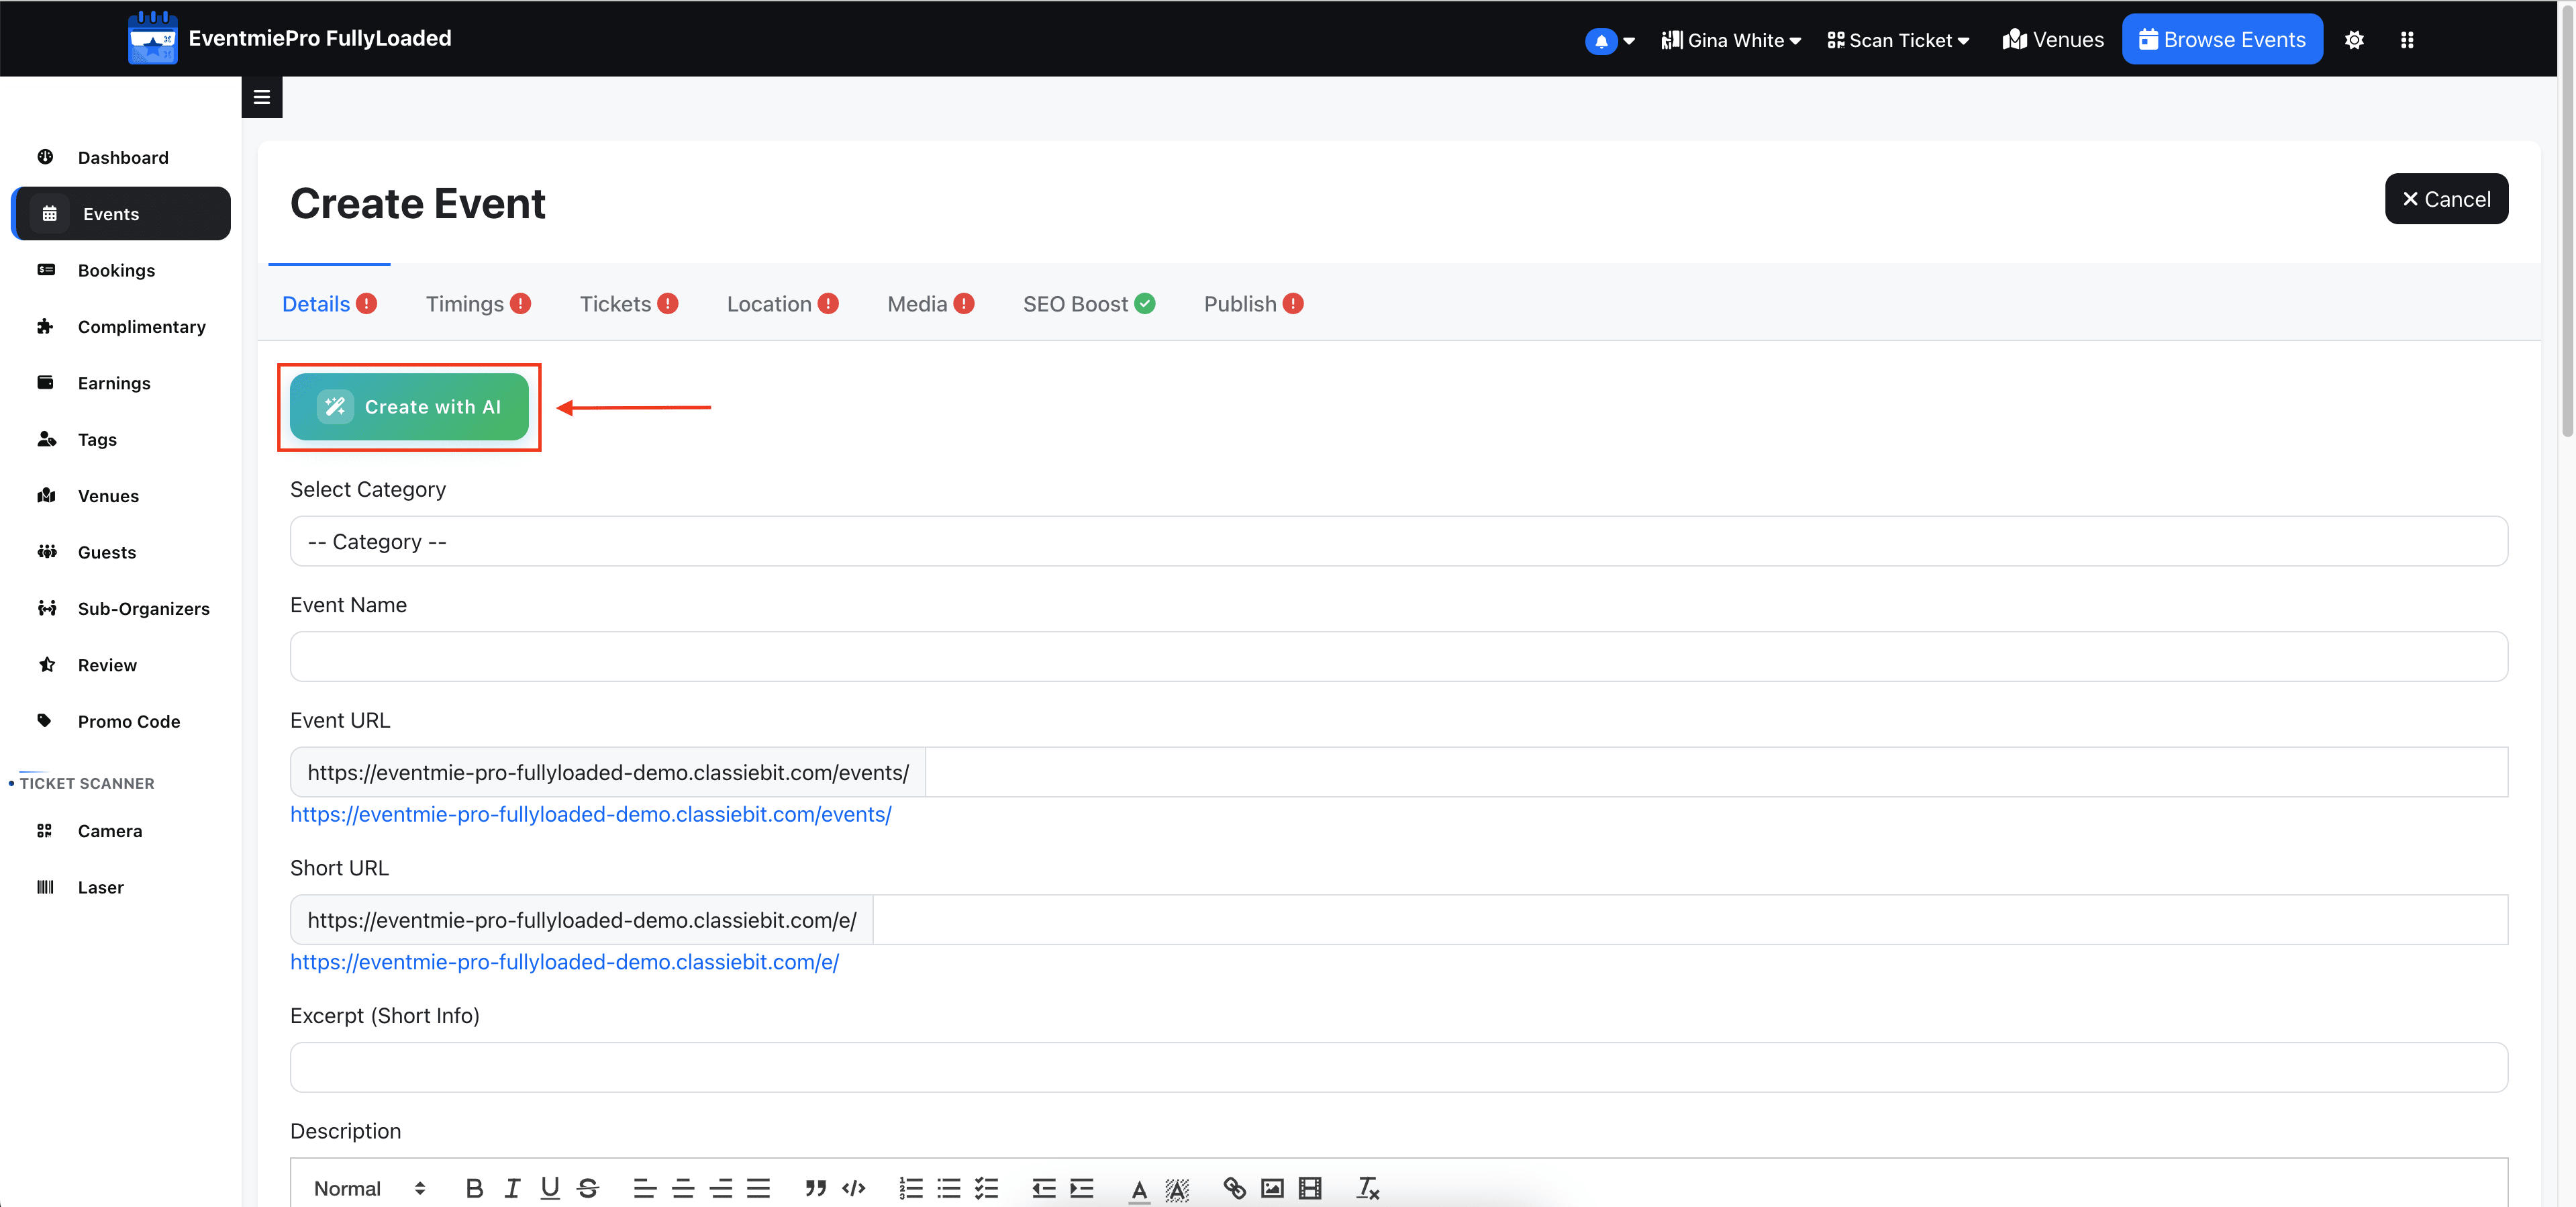 EventmiePro FullyLoaded
Gina White
Scan Ticket
Venues
Browse Events
Dashboard
Events
Bookings
Complimentary
Earnings
Tags
Venues
Guests
Sub-Organizers
Review
Promo Code
TICKET SCANNER
Camera
Laser
Create Event
Cancel
Details
Timings
Tickets
Location
Media
SEO Boost
Publish
Create with AI
Select Category
-- Category --
Event Name
Event URL
https://eventmie-pro-fullyloaded-demo.classiebit.com/events/
https://eventmie-pro-fullyloaded-demo.classiebit.com/events/
Short URL
https://eventmie-pro-fullyloaded-demo.classiebit.com/e/
https://eventmie-pro-fullyloaded-demo.classiebit.com/e/
Excerpt (Short Info)
Description
Normal